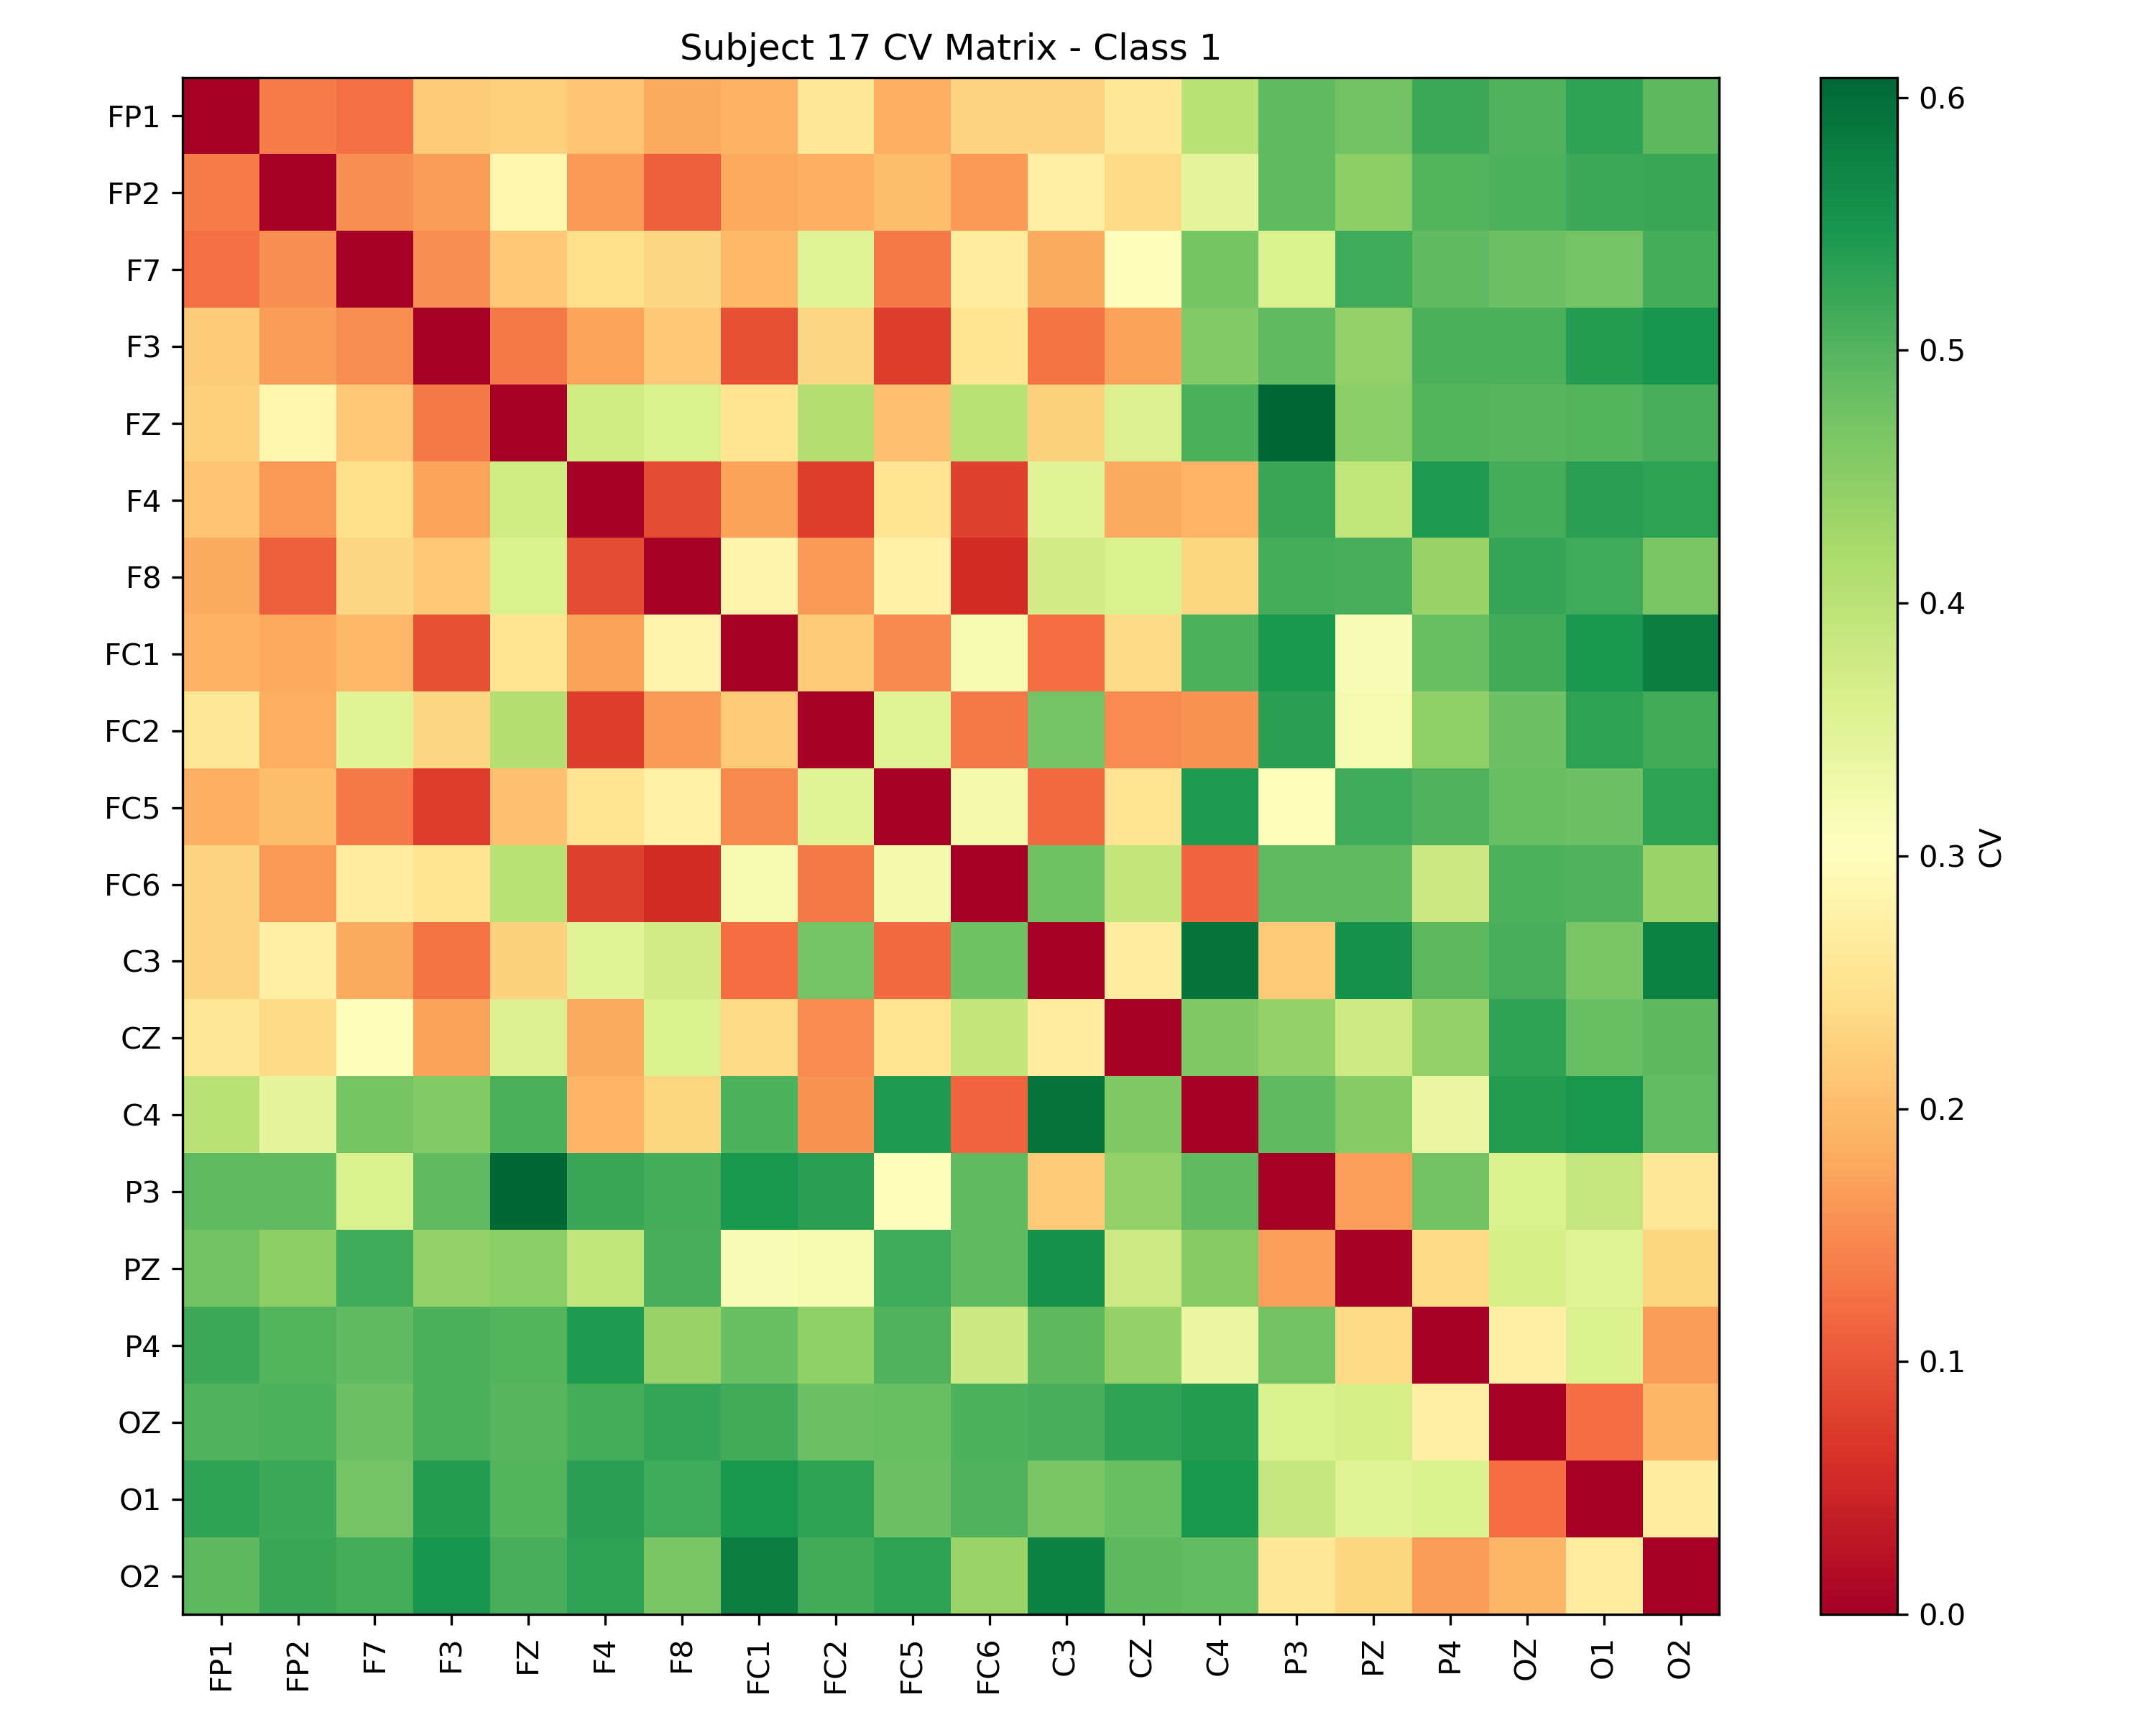 Subject 17 CV Matrix - Class 1
FP1
FP2
F7
F3
FZ
F4
F8
FC1
FC2
FC5
FC6
C3
CZ
C4
P3
PZ
P4
OZ
O1
O2
FP1 FP2 F7 F3 FZ F4 F8 FC1 FC2 FC5 FC6 C3 CZ C4 P3 PZ P4 OZ O1 O2
0.6
0.5
0.4
0.3
0.2
0.1
0.0
CV